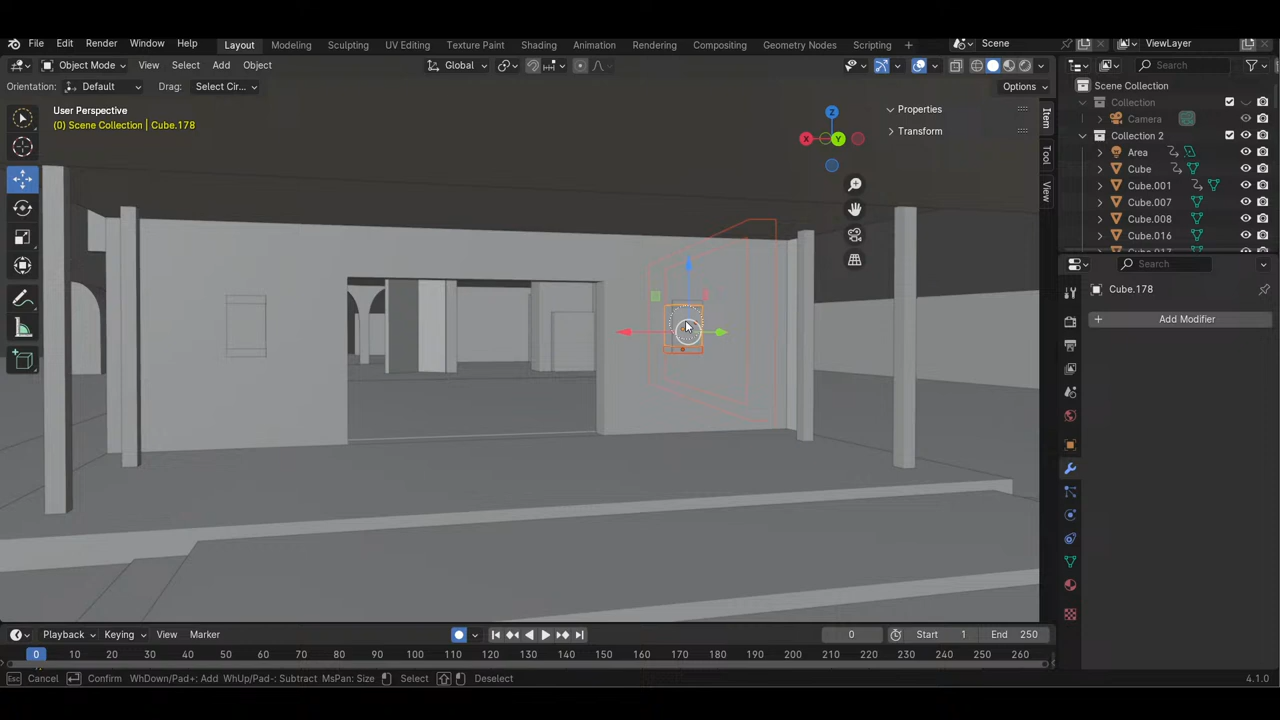 File Edit Render Window Help Layout Modeling Sculpting UV Editing Texture Paint Shading Animation Rendering Compositing Geometry Nodes Scripting + Scene ViewLayer
Object Mode View Select Add Object Global Search
Orientation: Default Drag: Select Cir... Options
User Perspective
(0) Scene Collection | Cube.178
Properties
Transform
Z
X
Y
Item
Tool
View
Scene Collection
Collection
Camera
Collection 2
Area
Cube
Cube.001
Cube.007
Cube.008
Cube.016
Search
Cube.178
+ Add Modifier
Playback Keying View Marker 0 Start 1 End 250
0 10 20 30 40 50 60 70 80 90 100 110 120 130 140 150 160 170 180 190 200 210 220 230 240 250 260
Esc Cancel Confirm WhDown/Pad+: Add WhUp/Pad-: Subtract MsPan: Size Select Deselect 4.1.0